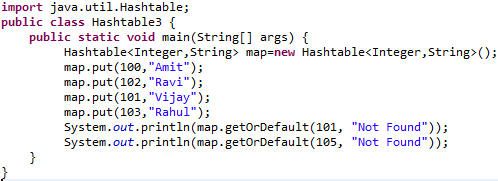 import java.util.Hashtable;
public class Hashtable3 {
    public static void main(String[] args) {
        Hashtable<Integer,String> map=new Hashtable<Integer,String>();
        map.put(100,"Amit");
        map.put(102,"Ravi");
        map.put(101,"Vijay");
        map.put(103,"Rahul");
        System.out.println(map.getOrDefault(101, "Not Found"));
        System.out.println(map.getOrDefault(105, "Not Found"));
    }
}